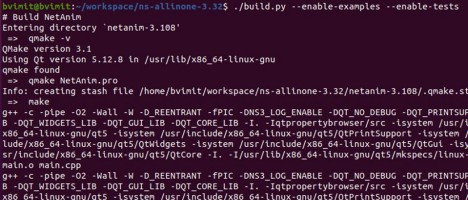 bvimit@bvimit:~/workspace/ns-allinone-3.32$ ./build.py --enable-examples --enable-tests
# Build NetAnim
Entering directory `netanim-3.108'
=> qmake -v
QMake version 3.1
Using Qt version 5.12.8 in /usr/lib/x86_64-linux-gnu
qmake found
=> qmake NetAnim.pro
Info: creating stash file /home/bvimit/workspace/ns-allinone-3.32/netanim-3.108/.qmake.st
=> make
g++ -c -pipe -O2 -Wall -W -D_REENTRANT -fPIC -DNS3_LOG_ENABLE -DQT_NO_DEBUG -DQT_PRINTSUP
B -DQT_WIDGETS_LIB -DQT_GUI_LIB -DQT_CORE_LIB -I. -Iqtpropertybrowser/src -isystem /usr/
x86_64-linux-gnu/qt5 -isystem /usr/include/x86_64-linux-gnu/qt5/QtPrintSupport -isystem /
lude/x86_64-linux-gnu/qt5/QtWidgets -isystem /usr/include/x86_64-linux-gnu/qt5/QtGui -isy
sr/include/x86_64-linux-gnu/qt5/QtCore -I. -I/usr/lib/x86_64-linux-gnu/qt5/mkspecs/linux-
main.o main.cpp
g++ -c -pipe -O2 -Wall -W -D_REENTRANT -fPIC -DNS3_LOG_ENABLE -DQT_NO_DEBUG -DQT_PRINTSUP
B -DQT_WIDGETS_LIB -DQT_GUI_LIB -DQT_CORE_LIB -I. -Iqtpropertybrowser/src -isystem /usr/
x86_64-linux-gnu/qt5 -isystem /usr/include/x86_64-linux-gnu/qt5/QtPrintSupport -isystem /